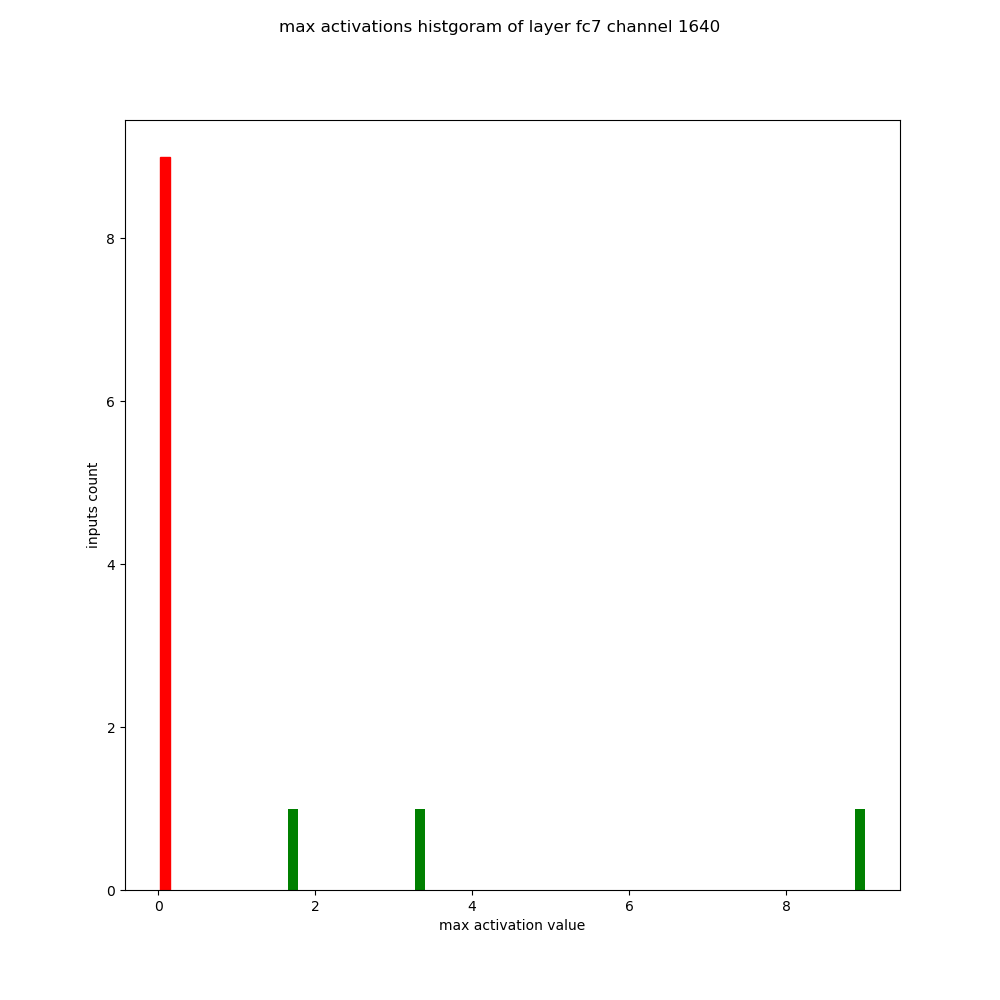 max activations histgoram of layer fc7 channel 1640
8
6
4
2
0
inputs count
0 2 4 6 8
max activation value